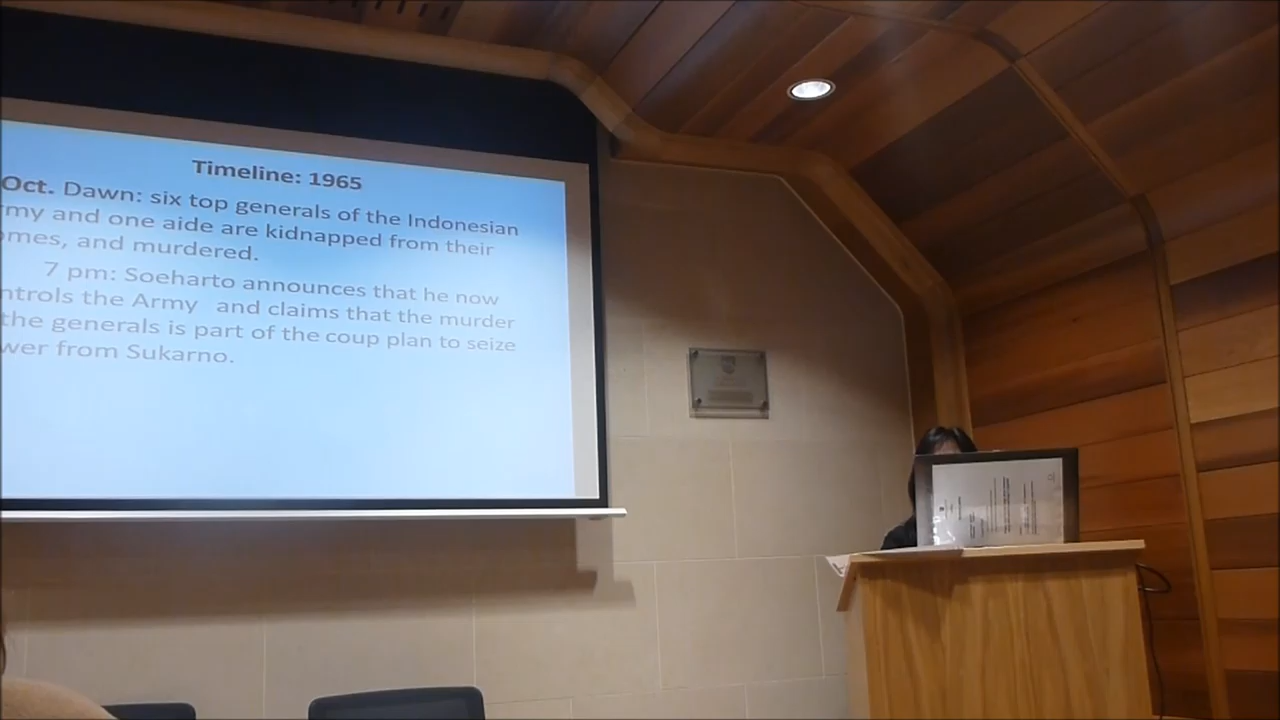 Timeline: 1965
Oct. Dawn: six top generals of the Indonesian
rmy and one aide are kidnapped from their
omes, and murdered.
7 pm: Soeharto announces that he now
ntrols the Army and claims that the murder
the generals is part of the coup plan to seize
wer from Sukarno.